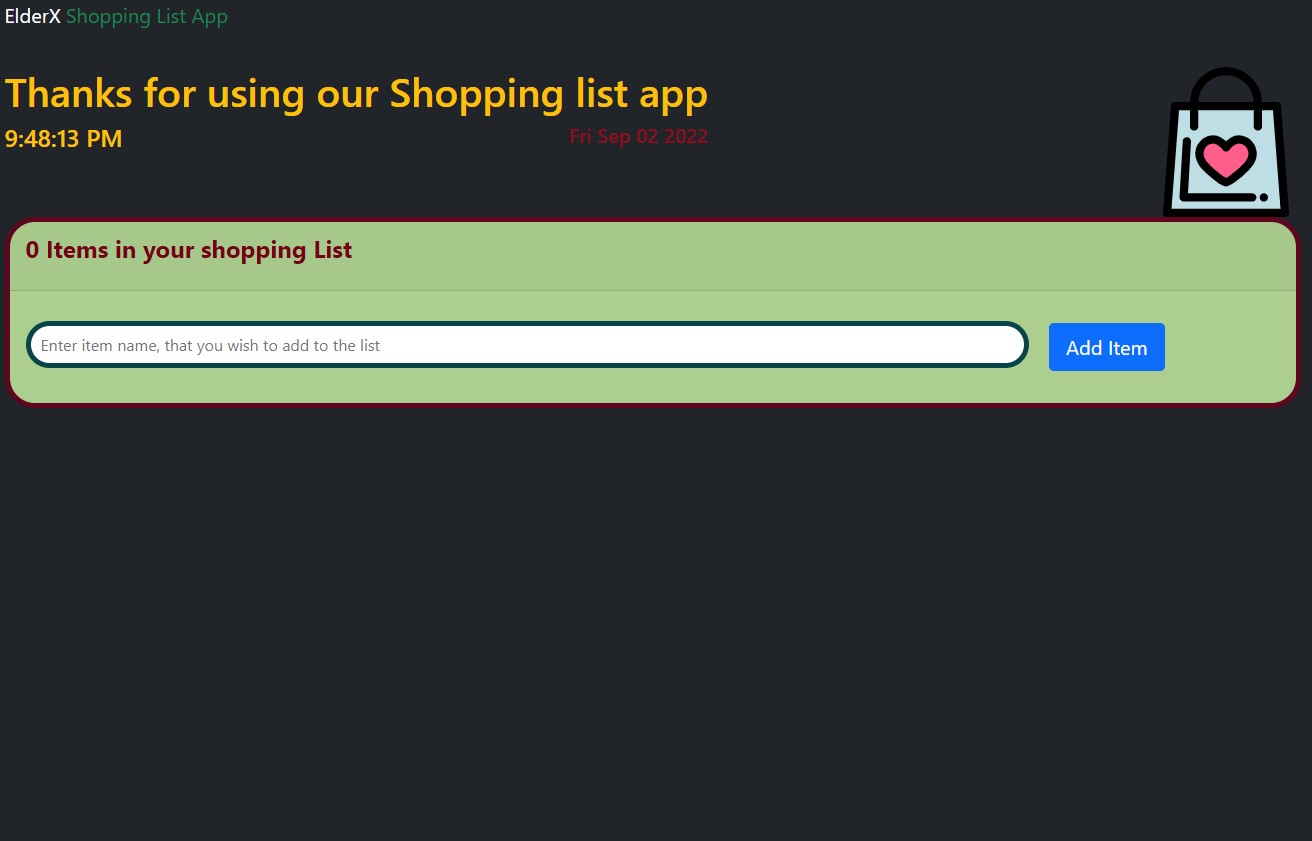 ElderX Shopping List App
Thanks for using our Shopping list app
9:48:13 PM Fri Sep 02 2022
0 Items in your shopping List
Enter item name, that you wish to add to the list Add Item